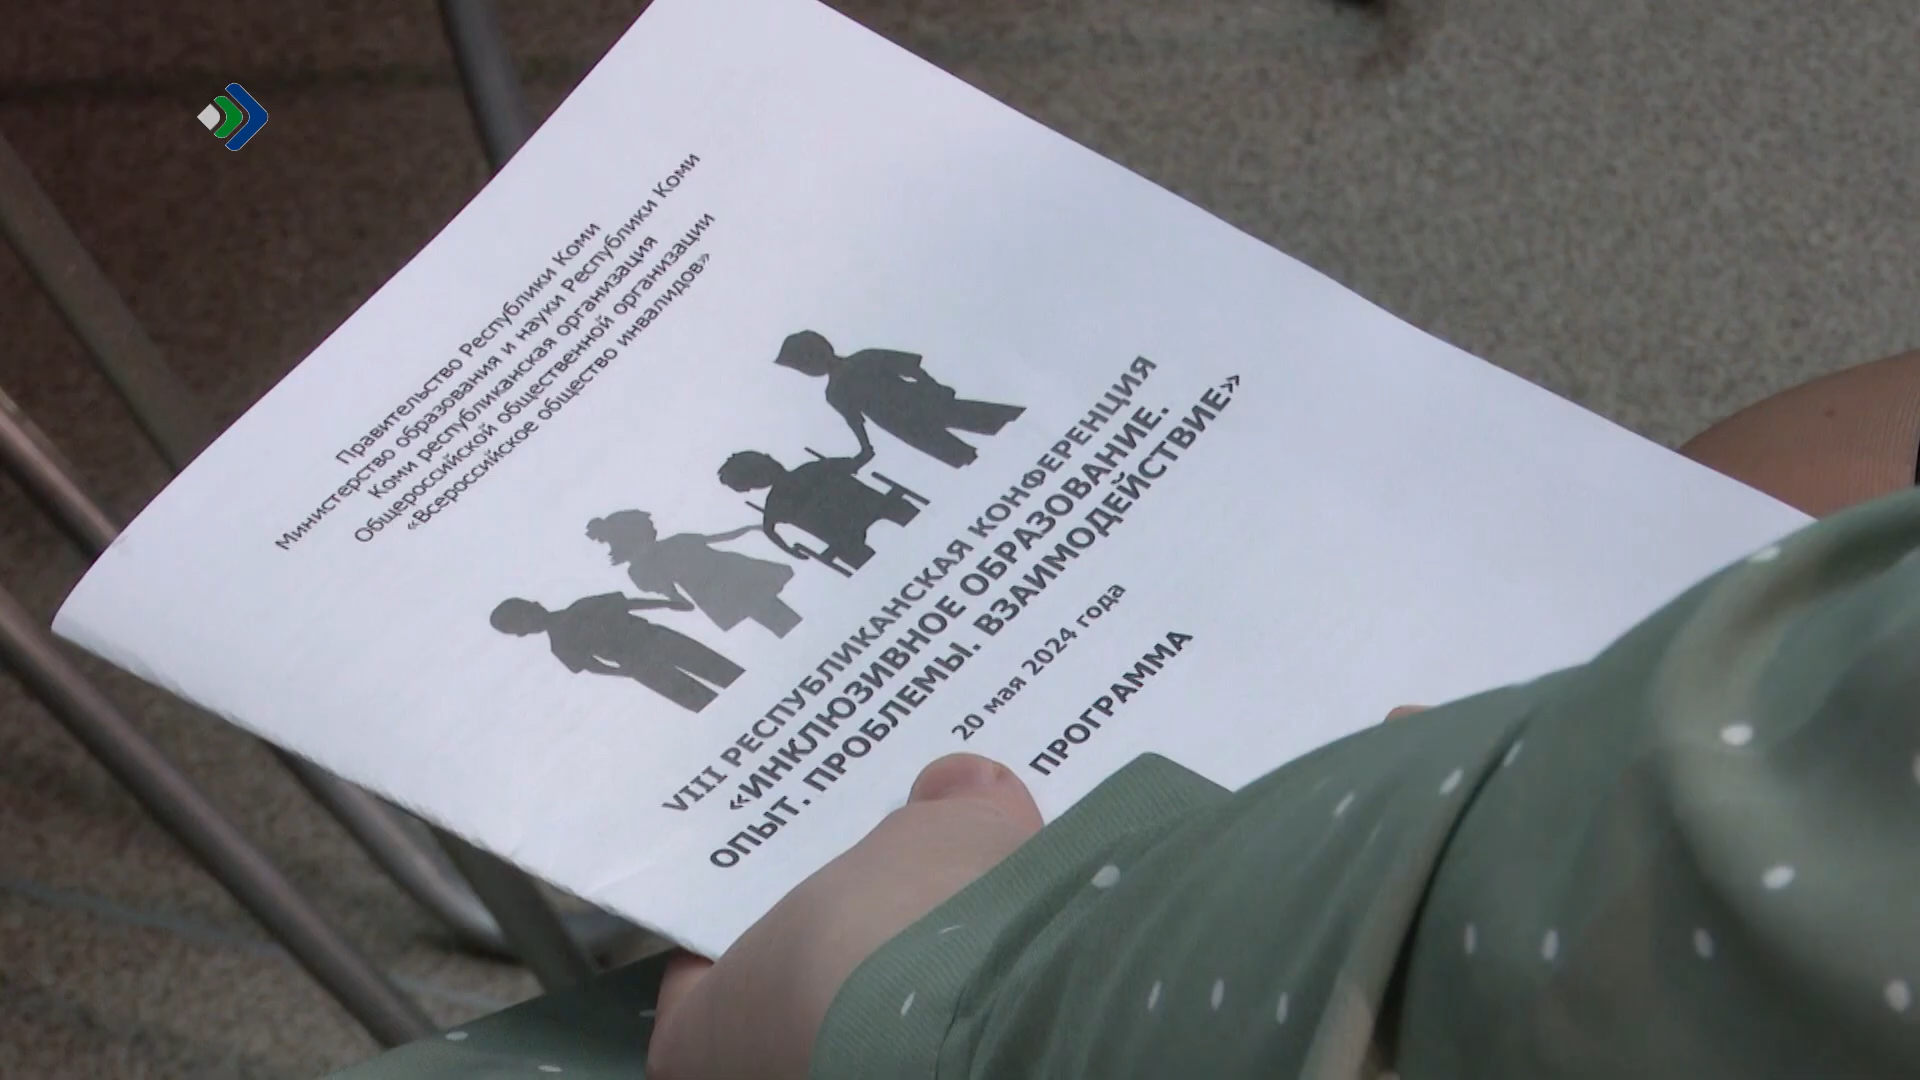 Правительство Республики Коми
Министерство образования и науки Республики Коми
Коми республиканская организация
Общероссийской общественной организации
«Всероссийское общество инвалидов»
VIII РЕСПУБЛИКАНСКАЯ КОНФЕРЕНЦИЯ
«ИНКЛЮЗИВНОЕ ОБРАЗОВАНИЕ.
ОПЫТ. ПРОБЛЕМЫ. ВЗАИМОДЕЙСТВИЕ»
20 мая 2024 года
ПРОГРАММА